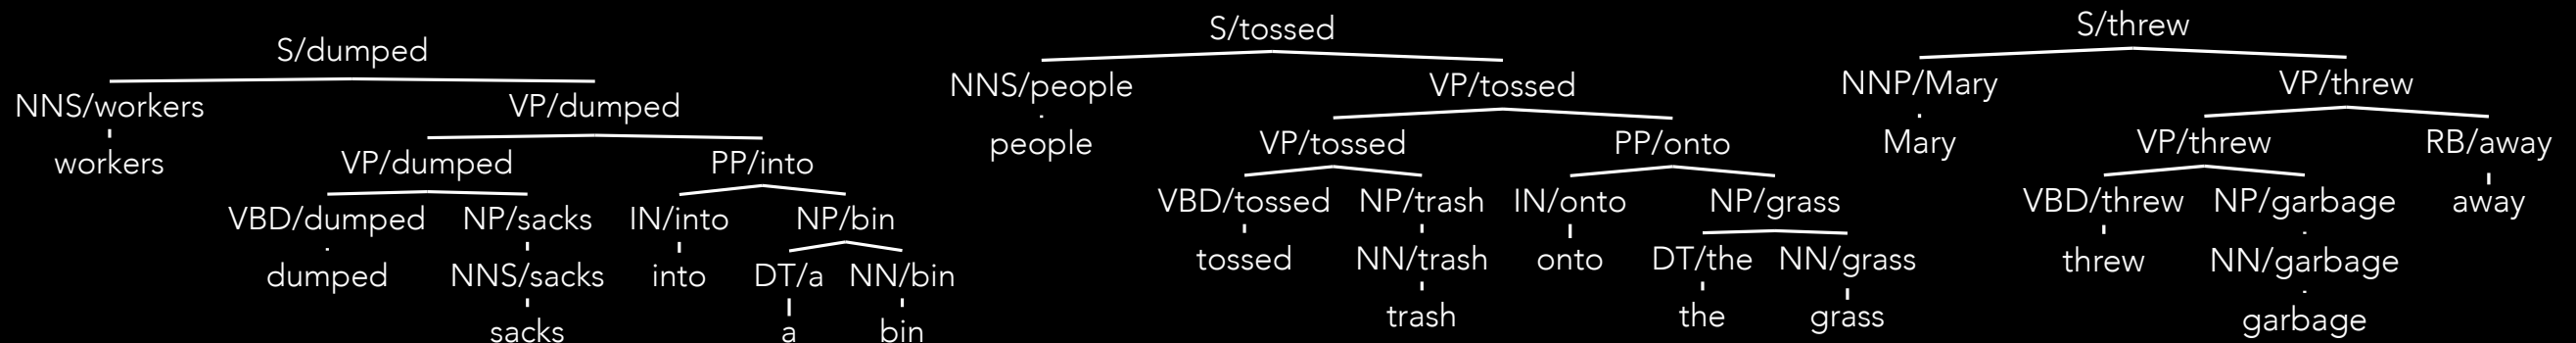 S/dumped
NNS/workers VP/dumped
workers VP/dumped PP/into
VBD/dumped NP/sacks IN/into NP/bin
dumped NNS/sacks into DT/a NN/bin
sacks a bin
S/tossed
NNS/people VP/tossed
people VP/tossed PP/onto
VBD/tossed NP/trash IN/onto NP/grass
tossed NN/trash onto DT/the NN/grass
trash the grass
S/threw
NNP/Mary VP/threw
Mary VP/threw RB/away
VBD/threw NP/garbage away
threw NN/garbage
garbage